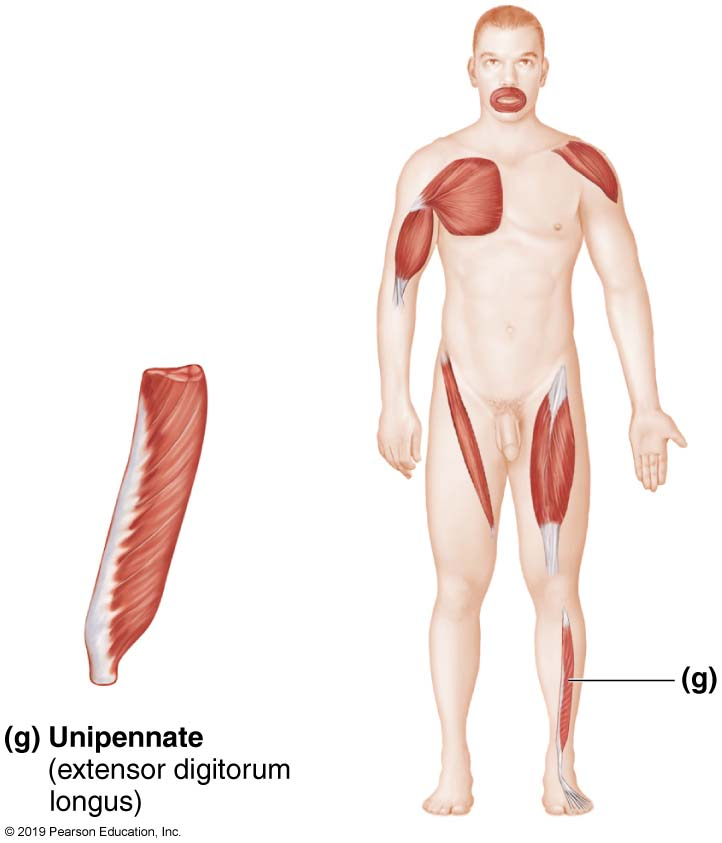 (g)
(g) Unipennate
(extensor digitorum
longus)
© 2019 Pearson Education, Inc.